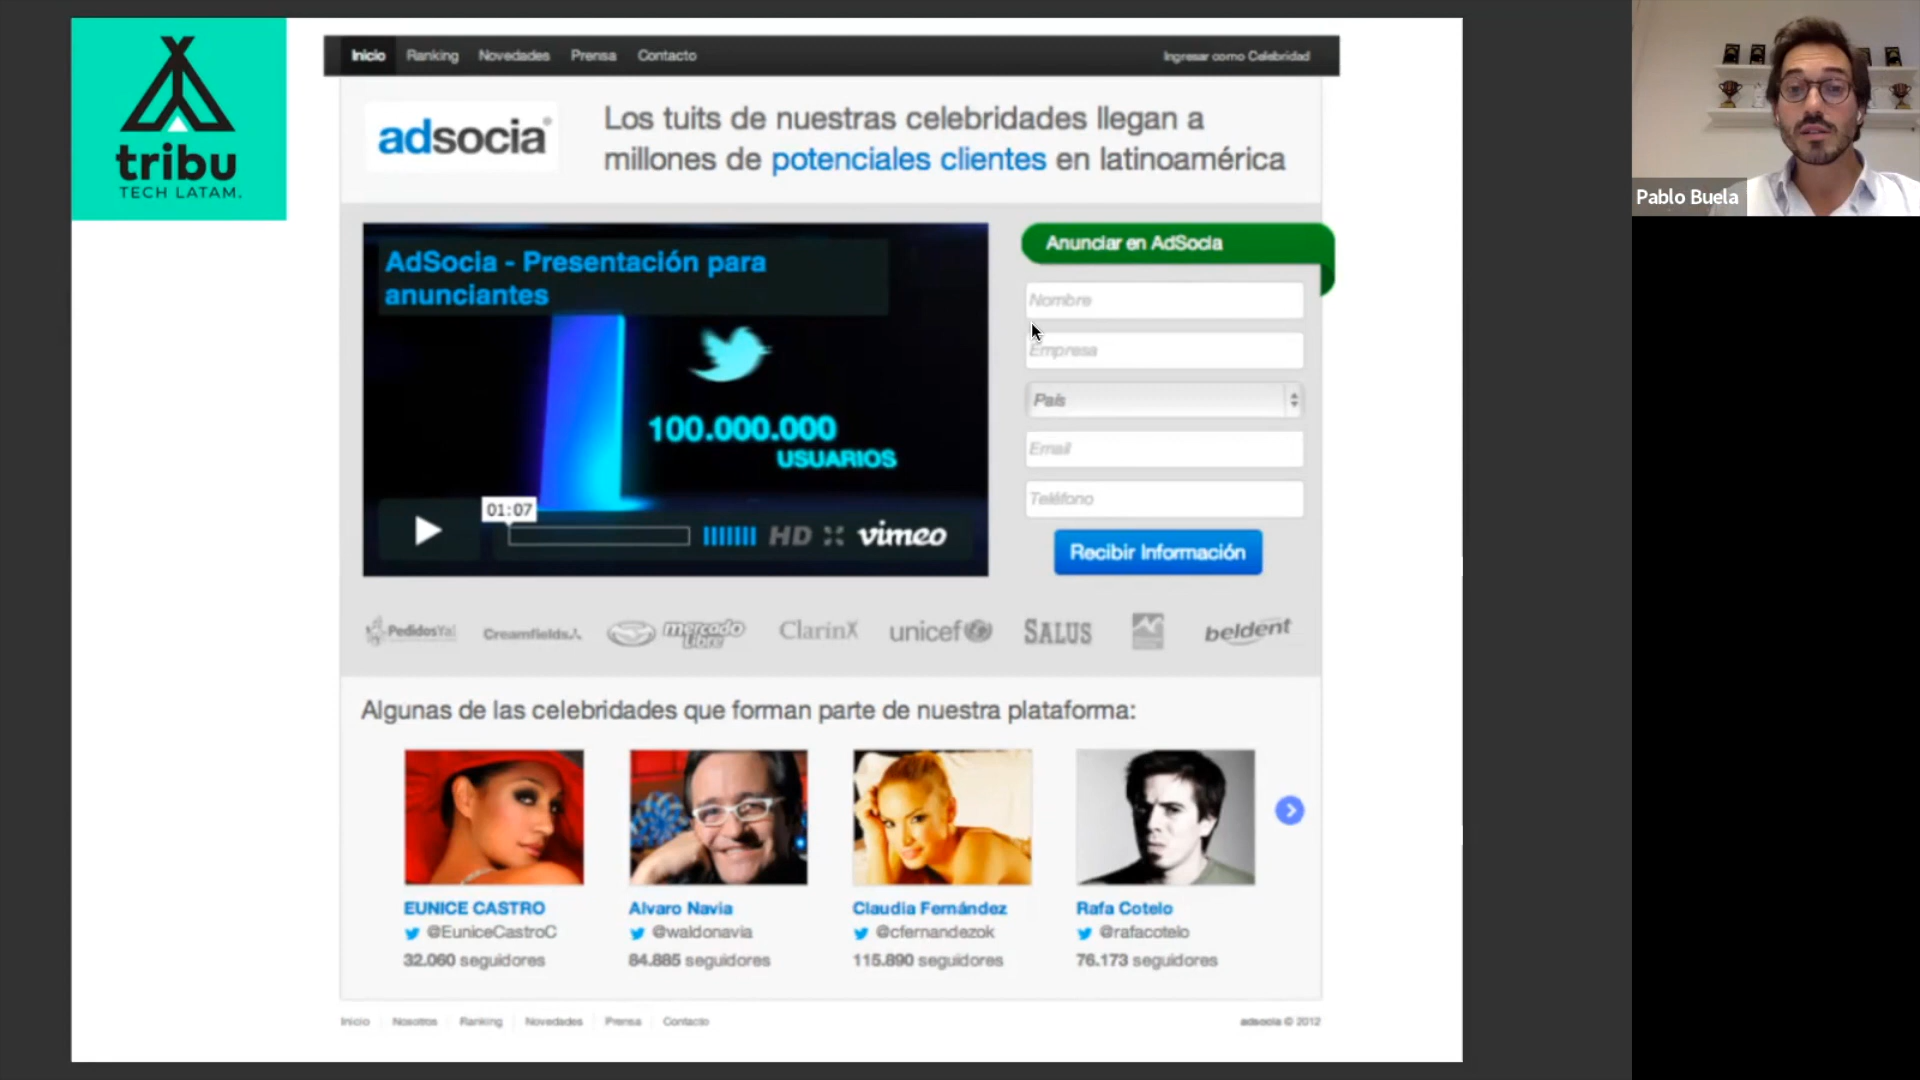 tribu
TECH LATAM.
Inicio Ranking Novedades Prensa Contacto Ingresar como Celebridad
adsocia
Los tuits de nuestras celebridades llegan a
millones de potenciales clientes en latinoamérica
AdSocia - Presentación para
anunciantes
100.000.000
USUARIOS
01:07
HD vimeo
Anunciar en AdSocia
Nombre
Empresa
País
Email
Teléfono
Recibir Información
PedidosYa! Creamfields mercado libre Clarin unicef SALUS beldent
Algunas de las celebridades que forman parte de nuestra plataforma:
EUNICE CASTRO
@EuniceCastroC
32.060 seguidores
Alvaro Navia
@waldonavia
84.885 seguidores
Claudia Fernández
@cfernandezok
115.890 seguidores
Rafa Cotelo
@rafacotelo
76.173 seguidores
Inicio Nosotros Ranking Novedades Prensa Contacto adsocia © 2012
Pablo Buela